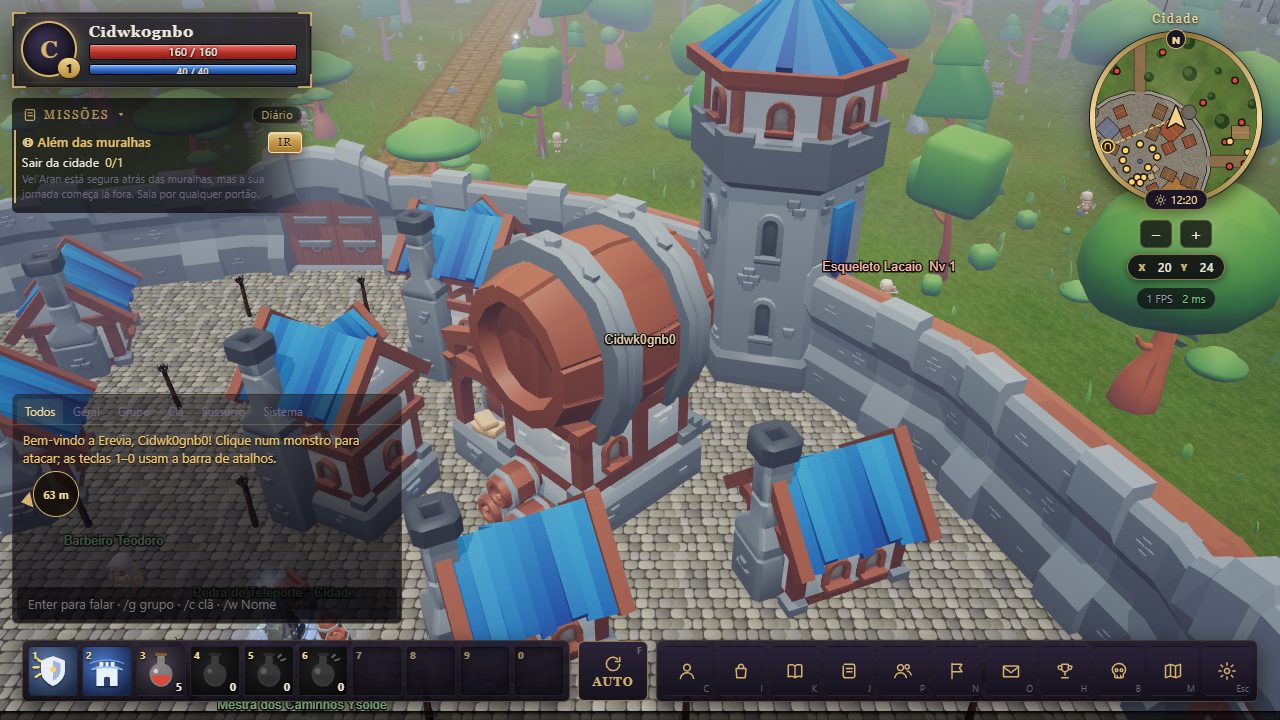 Cidwkognbo
C
160 / 160
1
40 / 40
MISSÕES
Diário
Além das muralhas
IR
Sair da cidade 0/1
Vel'Aran está segura atrás das muralhas, mas a sua
jornada começa lá fora. Saia por qualquer portão.
Cidade
N
12:20
− +
X 20 Y 24
1 FPS 2 ms
Esqueleto Lacaio Nv 1
Cidwk0gnb0
Todos Geral Grupo Clã Sussurro Sistema
Bem-vindo a Erevia, Cidwk0gnb0! Clique num monstro para
atacar; as teclas 1–0 usam a barra de atalhos.
63 m
Barbeiro Teodoro
Pedra de Teleporte · Cidade
Enter para falar · /g grupo · /c clã · /w Nome
1 2 3 4 5 6 7 8 9 0
5 0 0 0
F
AUTO
C I K J P N O H B M Esc
Mestra dos Caminhos Ysolde